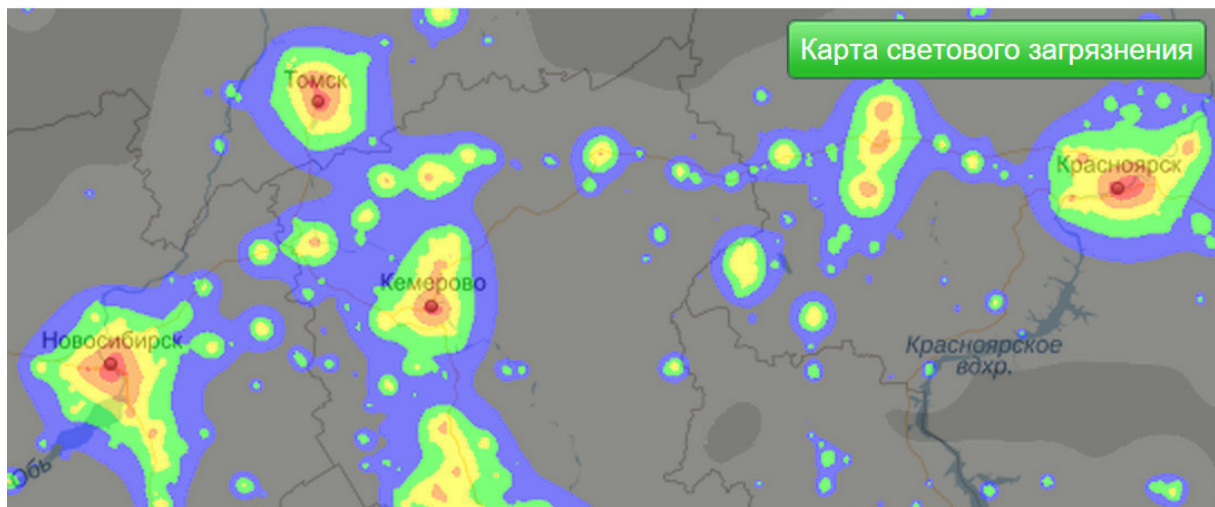 Карта светового загрязнения
Томск
Красноярск
Кемерово
Новосибирск
Красноярское
вдхр.
Обь